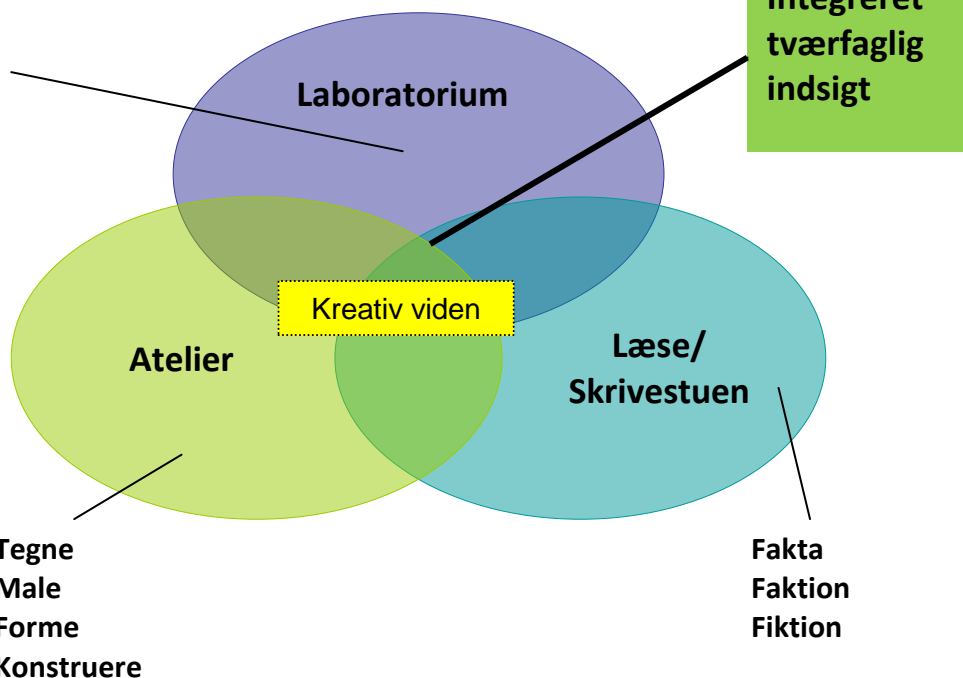 Integreret
tværfaglig
indsigt
Laboratorium
Kreativ viden
Atelier
Læse/
Skrivestuen
Tegne
Male
Forme
Konstruere
Fakta
Faktion
Fiktion